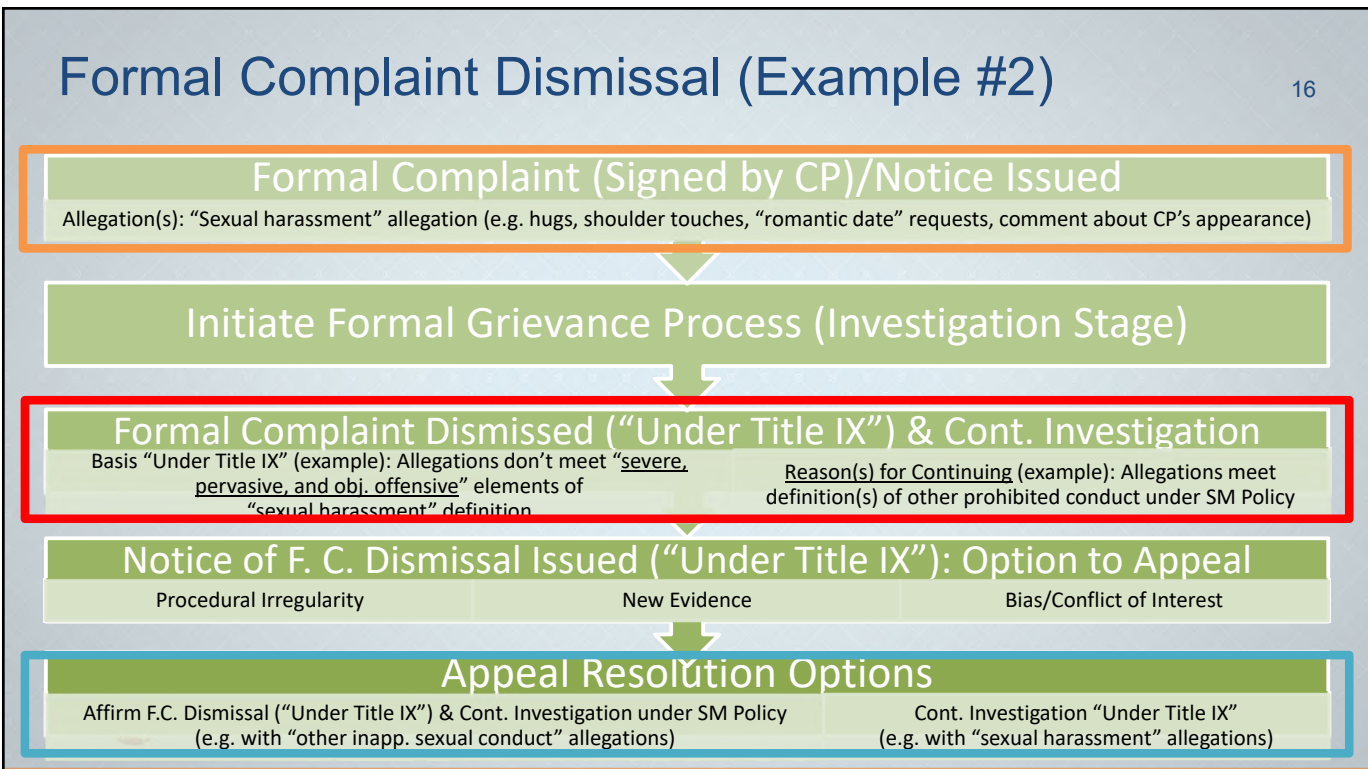 Formal Complaint Dismissal (Example #2)
16
Formal Complaint (Signed by CP)/Notice Issued
Allegation(s): “Sexual harassment” allegation (e.g. hugs, shoulder touches, “romantic date” requests, comment about CP’s appearance)
Initiate Formal Grievance Process (Investigation Stage)
Formal Complaint Dismissed (“Under Title IX”) & Cont. Investigation
Basis “Under Title IX” (example): Allegations don’t meet “severe,
pervasive, and obj. offensive” elements of
“sexual harassment” definition
Reason(s) for Continuing (example): Allegations meet
definition(s) of other prohibited conduct under SM Policy
Notice of F. C. Dismissal Issued (“Under Title IX”): Option to Appeal
Procedural Irregularity
New Evidence
Bias/Conflict of Interest
Appeal Resolution Options
Affirm F.C. Dismissal (“Under Title IX”) & Cont. Investigation under SM Policy
(e.g. with “other inapp. sexual conduct” allegations)
Cont. Investigation “Under Title IX”
(e.g. with “sexual harassment” allegations)